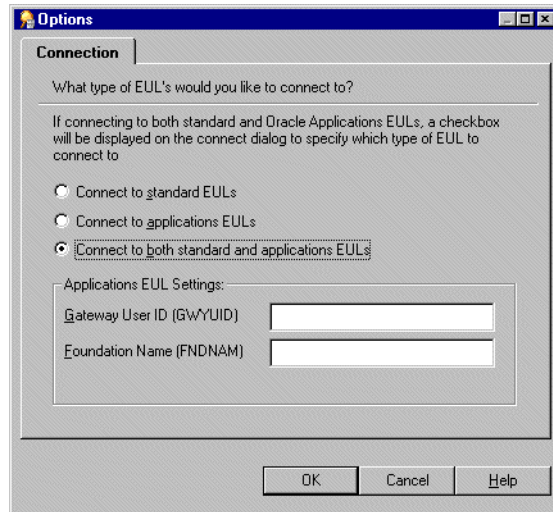 Options
Connection
What type of EUL's would you like to connect to?
If connecting to both standard and Oracle Applications EULs, a checkbox
will be displayed on the connect dialog to specify which type of EUL to
connect to
Connect to standard EULs
Connect to applications EULs
Connect to both standard and applications EULs
Applications EUL Settings:
Gateway User ID (GWYUID)
Foundation Name (FNDNAM)
OK Cancel Help